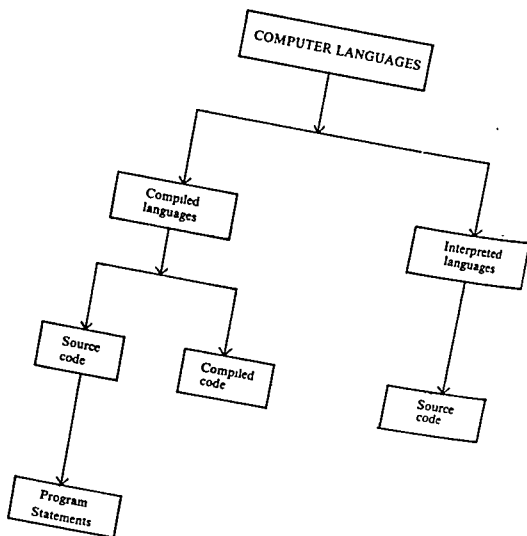 COMPUTER LANGUAGES
Compiled
languages
Interpreted
languages
Source
code
Compiled
code
Source
code
Program
Statements